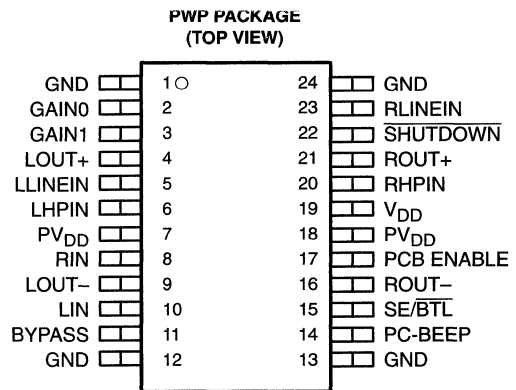 PWP PACKAGE
(TOP VIEW)
GND 1 24 GND
GAIN0 2 23 RLINEIN
GAIN1 3 22 SHUTDOWN
LOUT+ 4 21 ROUT+
LLINEIN 5 20 RHPIN
LHPIN 6 19 VDD
PVDD 7 18 PVDD
RIN 8 17 PCB ENABLE
LOUT− 9 16 ROUT−
LIN 10 15 SE/BTL
BYPASS 11 14 PC-BEEP
GND 12 13 GND